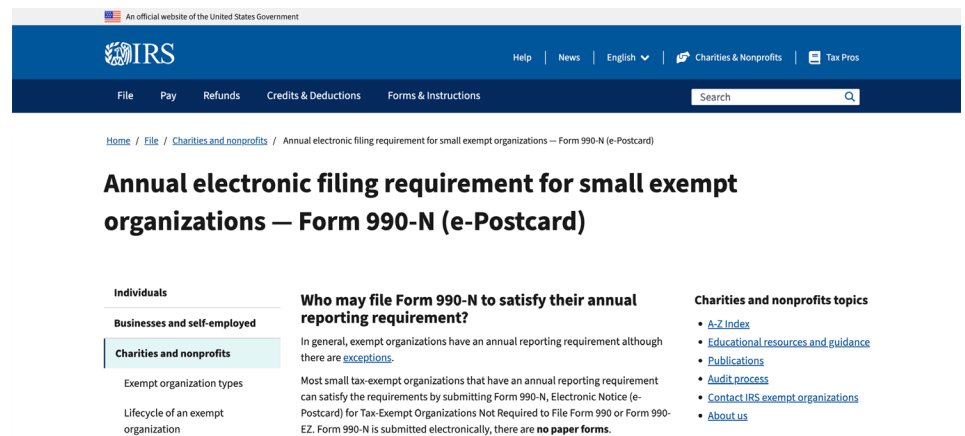 An official website of the United States Government
IRS
Help
News
English
Charities & Nonprofits
Tax Pros
File
Pay
Refunds
Credits & Deductions
Forms & Instructions
Search
Home / File / Charities and nonprofits / Annual electronic filing requirement for small exempt organizations — Form 990-N (e-Postcard)
Annual electronic filing requirement for small exempt
organizations — Form 990-N (e-Postcard)
Individuals
Businesses and self-employed
Charities and nonprofits
Exempt organization types
Lifecycle of an exempt
organization
Who may file Form 990-N to satisfy their annual
reporting requirement?
In general, exempt organizations have an annual reporting requirement although
there are exceptions.
Most small tax-exempt organizations that have an annual reporting requirement
can satisfy the requirements by submitting Form 990-N, Electronic Notice (e-
Postcard) for Tax-Exempt Organizations Not Required to File Form 990 or Form 990-
EZ. Form 990-N is submitted electronically, there are no paper forms.
Charities and nonprofits topics
• A-Z Index
• Educational resources and guidance
• Publications
• Audit process
• Contact IRS exempt organizations
• About us